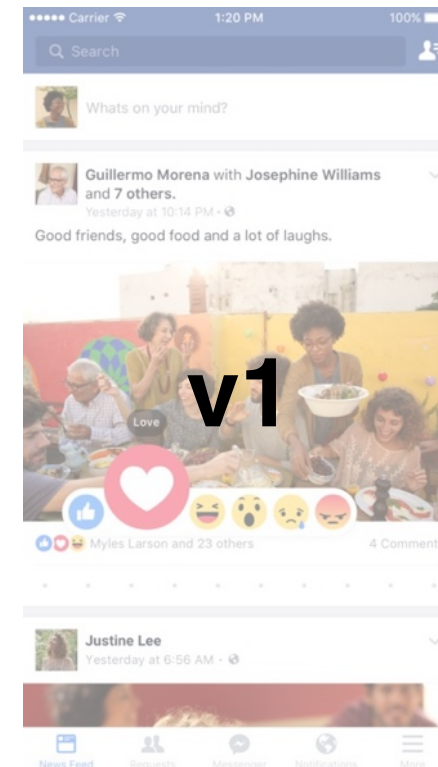 Carrier 1:20 PM 100%
Search
Whats on your mind?
Guillermo Morena with Josephine Williams
and 7 others.
Yesterday at 10:14 PM
Good friends, good food and a lot of laughs.
v1
Love
Myles Larson and 23 others 4 Comment
Justine Lee
Yesterday at 6:56 AM
News Feed Requests Messenger Notifications More